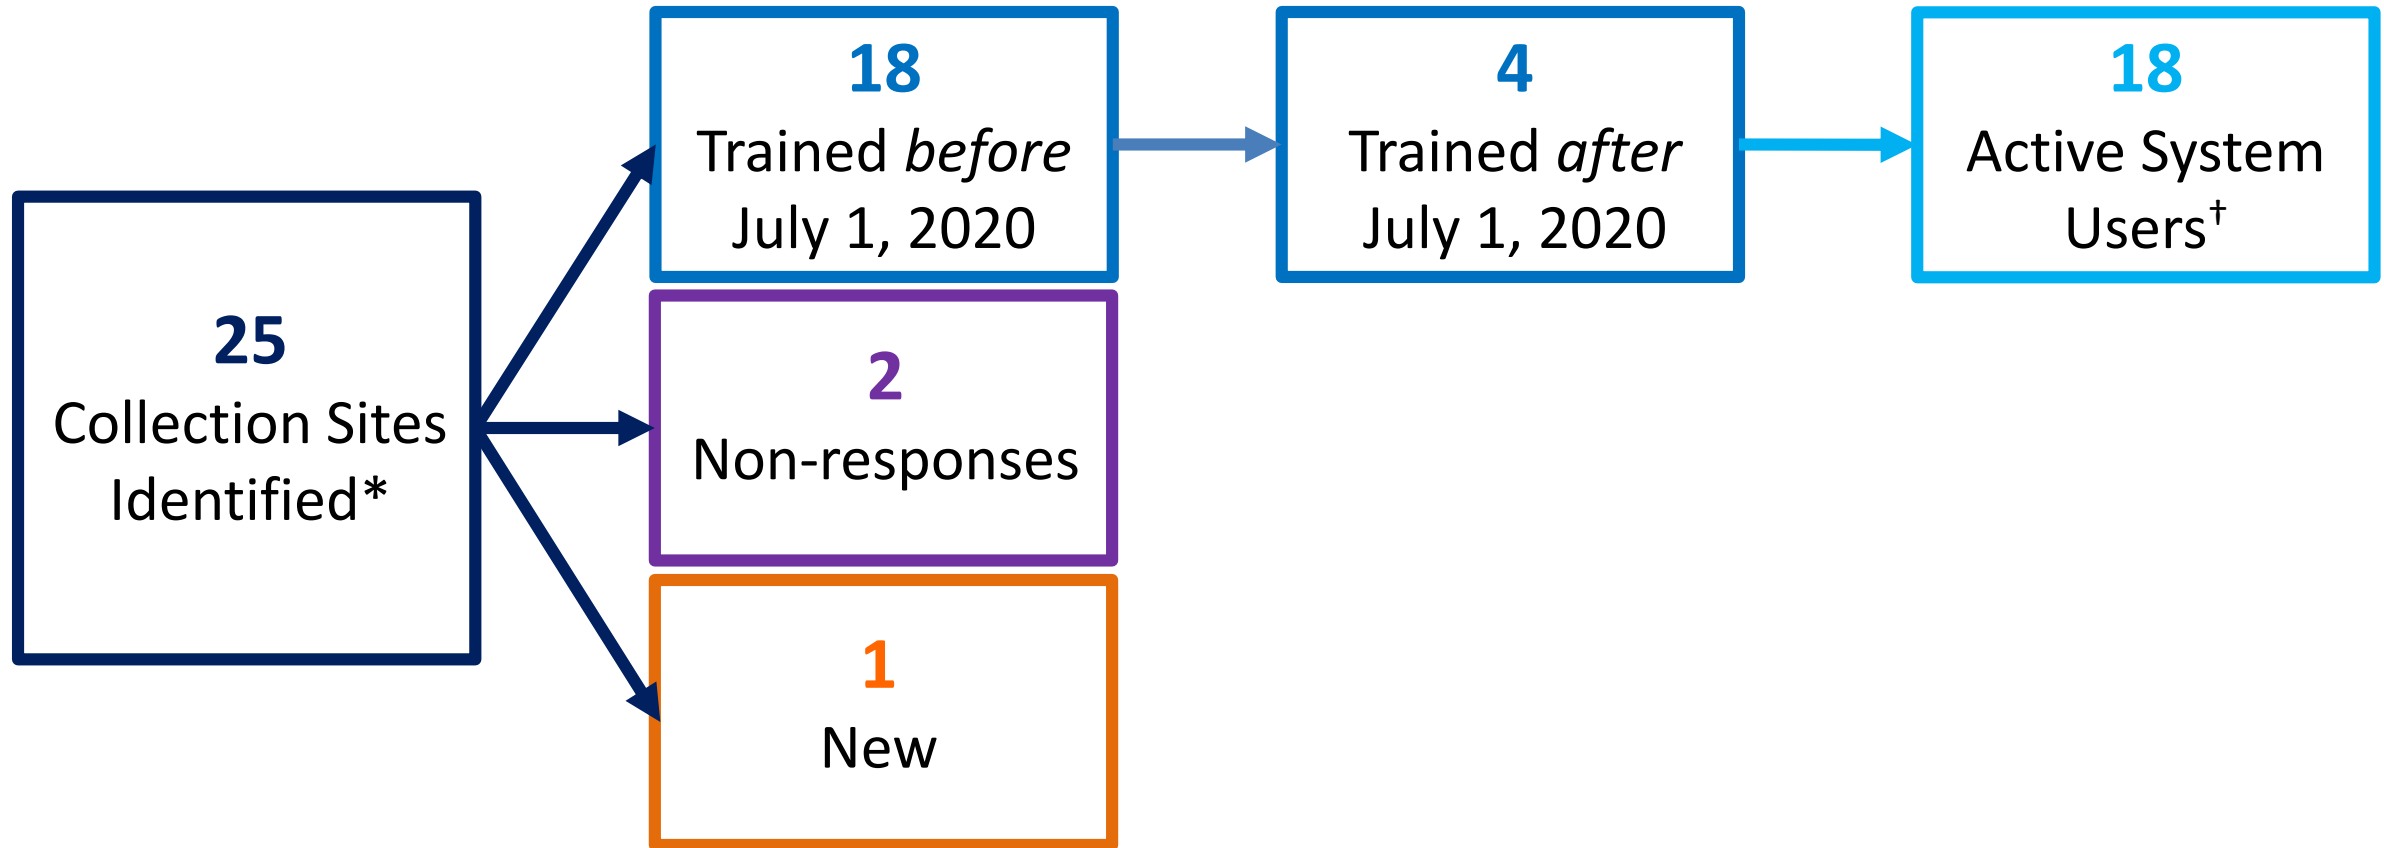 25
Collection Sites
Identified*
18
Trained before
July 1, 2020
4
Trained after
July 1, 2020
18
Active System
Users†
2
Non-responses
1
New